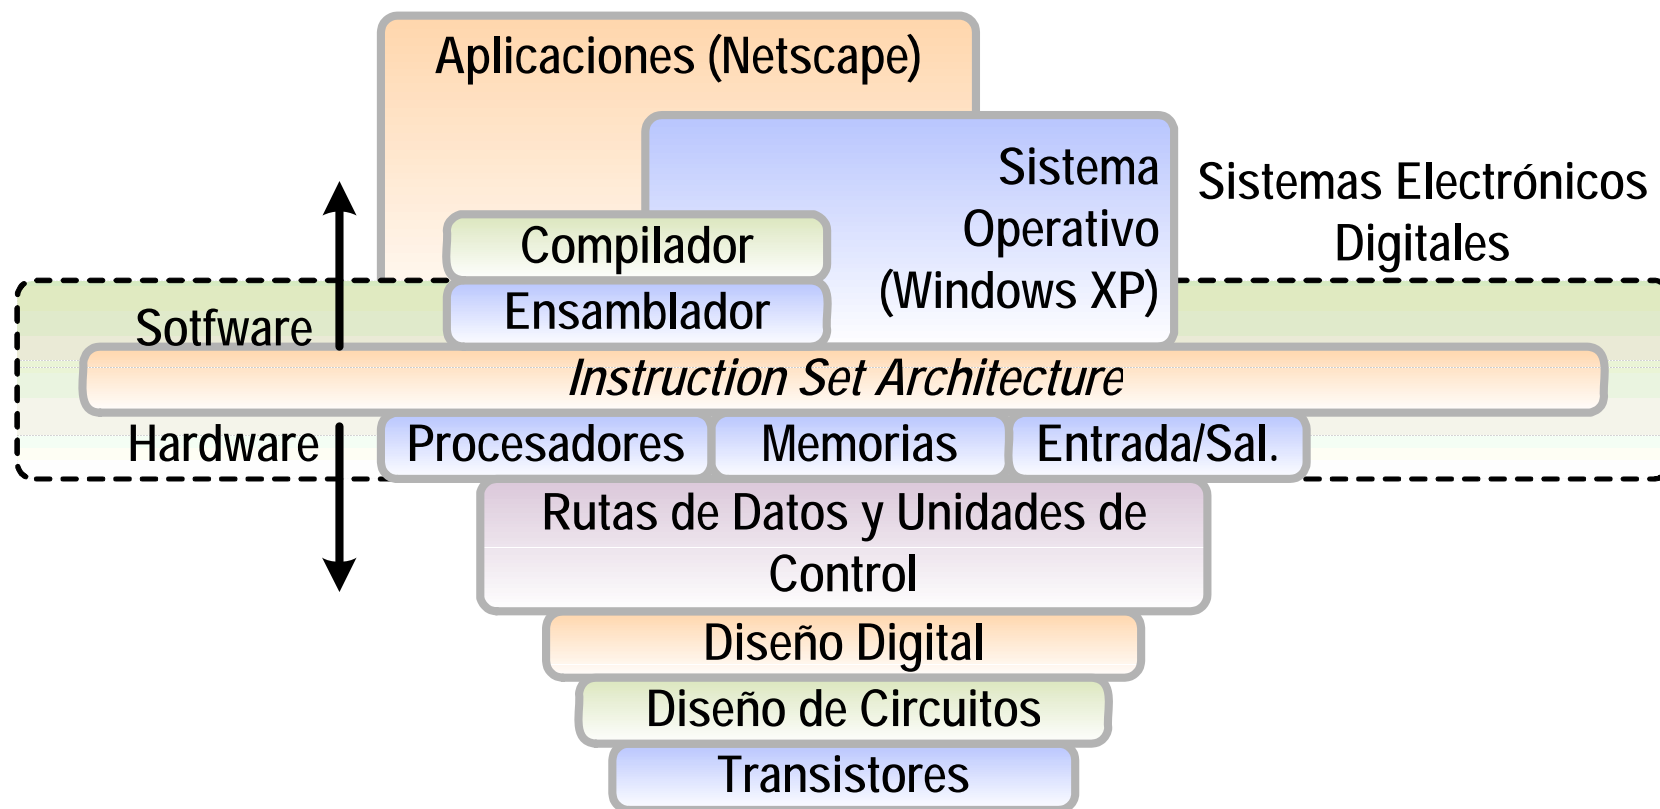 Aplicaciones (Netscape)
Sistema
Operativo
(Windows XP)
Sistemas Electrónicos
Digitales
Compilador
Ensamblador
Sotfware
Instruction Set Architecture
Hardware
Procesadores
Memorias
Entrada/Sal.
Rutas de Datos y Unidades de
Control
Diseño Digital
Diseño de Circuitos
Transistores